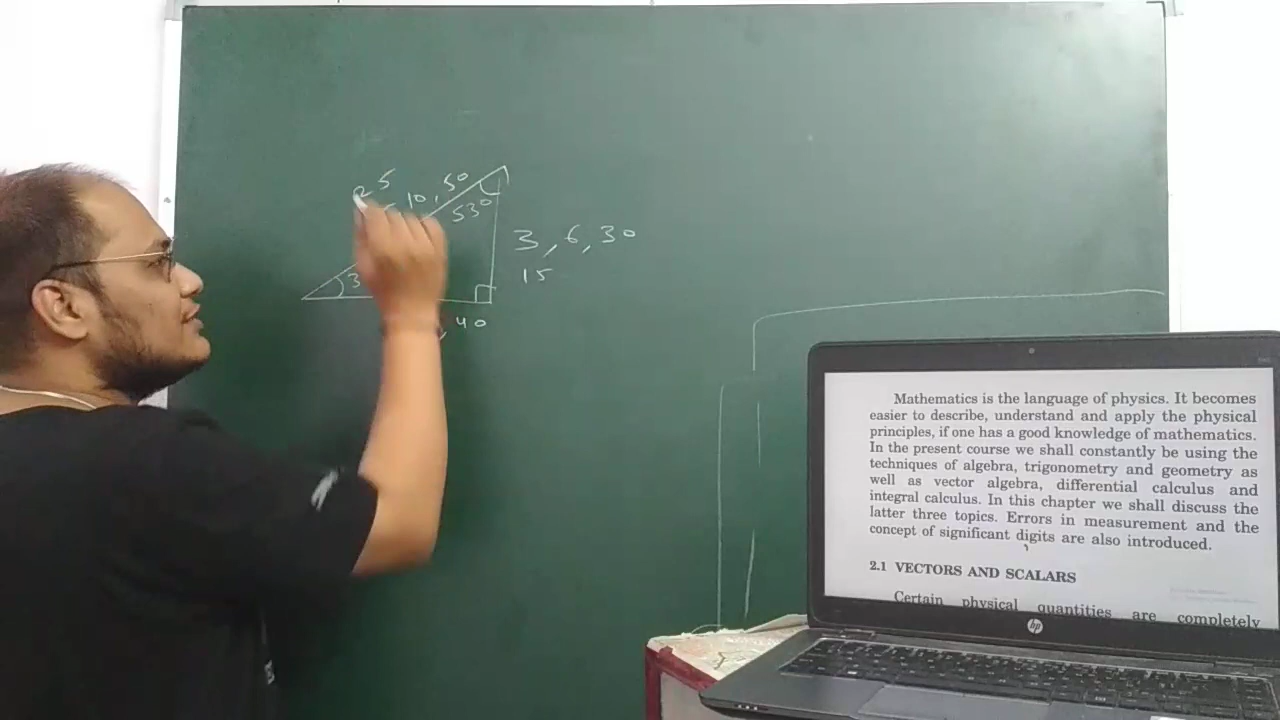 25
10, 50
53°
3, 6, 30
15
3
, 40
Mathematics is the language of physics. It becomes
easier to describe, understand and apply the physical
principles, if one has a good knowledge of mathematics.
In the present course we shall constantly be using the
techniques of algebra, trigonometry and geometry as
well as vector algebra, differential calculus and
integral calculus. In this chapter we shall discuss the
latter three topics. Errors in measurement and the
concept of significant digits are also introduced.
2.1 VECTORS AND SCALARS
Certain physical quantities are completely
hp